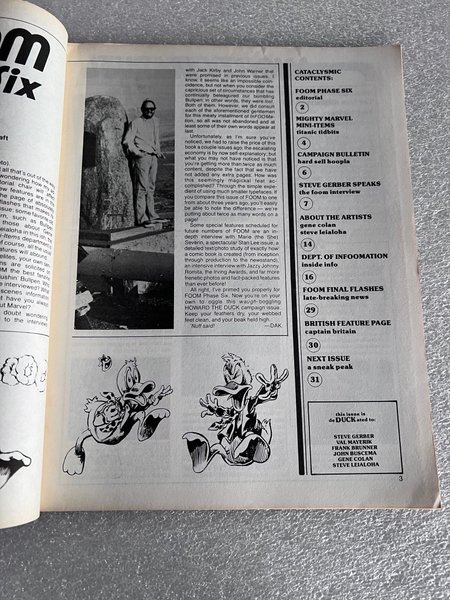 OOM
Six
with Jack Kirby and John Warner that
were promised in previous issues. I
know, it seems like an impossible coin-
cidence, but not when you consider the
capricious set of circumstances that has
continually beleaguered our bumbling
Bullpen; in other words, they were lost.
Both of them. However, we did consult
each of the aforementioned gentlemen
for this meaty installment of InFOOMa-
tion, so all was not abandoned and at
least some of their own words appear at
last.
Unfortunately, as I'm sure you've
noticed, we had to raise the price of this
book a couple issues ago; the escalating
economy is by now self-explanatory, but
what you may not have noticed is that
you're getting more than twice as much
content, despite the fact that we have
not added any extra pages. How was
this seemingly magickal feat ac-
complished? Through the simple expe-
dient of using much smaller typefaces. If
you compare this issue of FOOM to one
from about three years ago, you'll easily
be able to note the difference — we're
putting about twice as many words on a
page!
Some special features scheduled for
future numbers of FOOM are an in-
depth interview with Marie (the She)
Severin, a spectacular Stan Lee issue, a
detailed text/photo study of exactly how
a comic book is created (from inception
through production to the newsstand),
an intensive interview with Jazzy Johnny
Romita, the Irving Awards, and far more
frenetic photos and fact-packed features
than ever before!
All right, I've primed you properly for
FOOM Phase Six. Now you're on your
own to oggle this waugh-boggling
HOWARD THE DUCK campaign issue.
Keep your feathers dry, your webbed
feet clean, and your beak held high.
'Nuff said!
—DAK
CATACLYSMIC
CONTENTS:
FOOM PHASE SIX
editorial
2
MIGHTY MARVEL
MINI-ITEMS
titanic tidbits
4
CAMPAIGN BULLETIN
hard sell hoopla
6
STEVE GERBER SPEAKS
the foom interview
7
ABOUT THE ARTISTS
gene colan
steve leialoha
14
DEPT. OF INFOOMATION
inside info
16
FOOM FINAL FLASHES
late-breaking news
29
BRITISH FEATURE PAGE
captain britain
30
NEXT ISSUE
a sneak peak
31
this issue is
deDUCKated to:
STEVE GERBER
VAL MAYERIK
FRANK BRUNNER
JOHN BUSCEMA
GENE COLAN
STEVE LEIALOHA
3